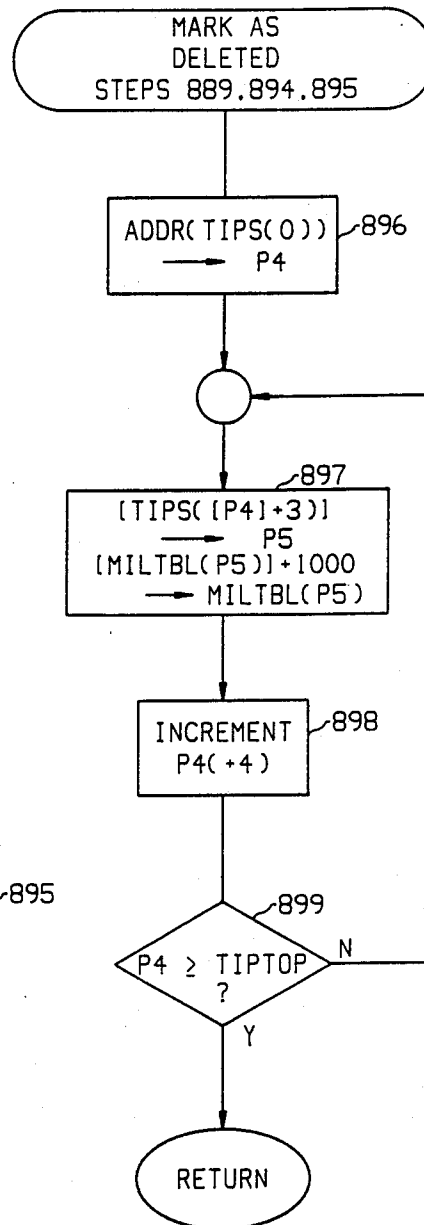 MARK AS
DELETED
STEPS 889.894.895
ADDR(TIPS(0))
→ P4
896
897
[TIPS([P4]+3)]
→ P5
[MILTBL(P5)]+1000
→ MILTBL(P5)
INCREMENT
P4(+4)
898
895
899
P4 ≥ TIPTOP
?
N
Y
RETURN